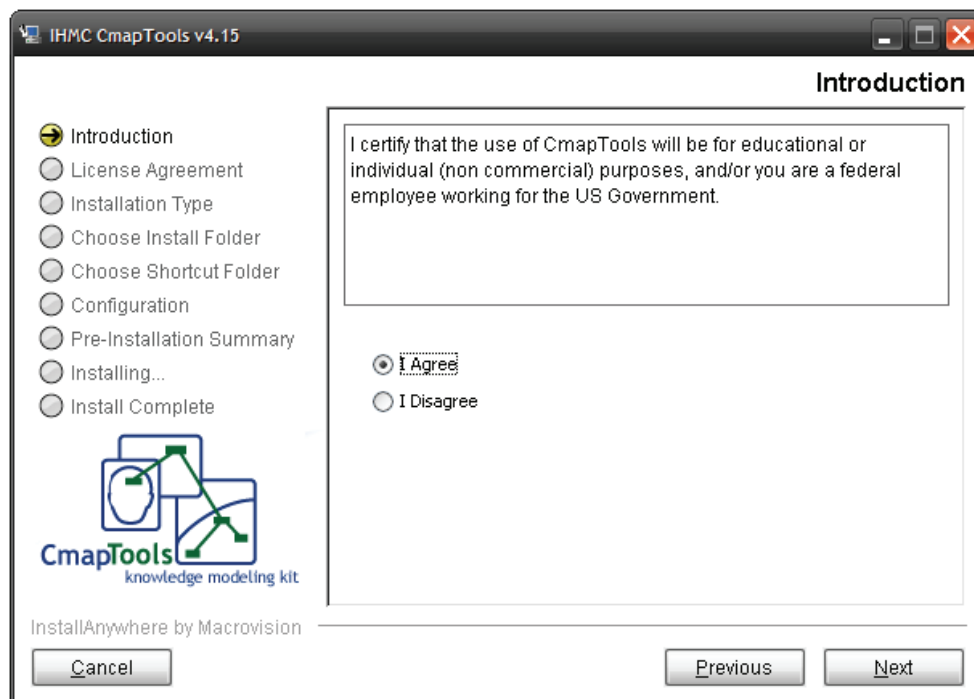 IHMC CmapTools v4.15
Introduction
Introduction
License Agreement
Installation Type
Choose Install Folder
Choose Shortcut Folder
Configuration
Pre-Installation Summary
Installing...
Install Complete
I certify that the use of CmapTools will be for educational or
individual (non commercial) purposes, and/or you are a federal
employee working for the US Government.
I Agree
I Disagree
CmapTools
knowledge modeling kit
InstallAnywhere by Macrovision
Cancel
Previous
Next